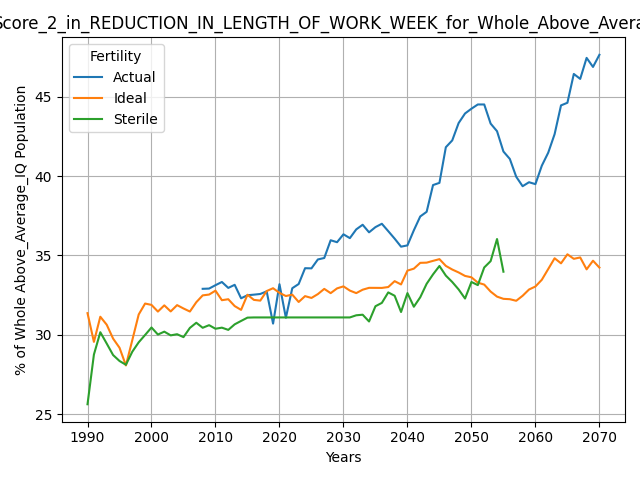 Score_2_in_REDUCTION_IN_LENGTH_OF_WORK_WEEK_for_Whole_Above_Avera
% of Whole Above_Average_IQ Population
Fertility
Actual
Ideal
Sterile
45
40
35
30
25
1990 2000 2010 2020 2030 2040 2050 2060 2070
Years